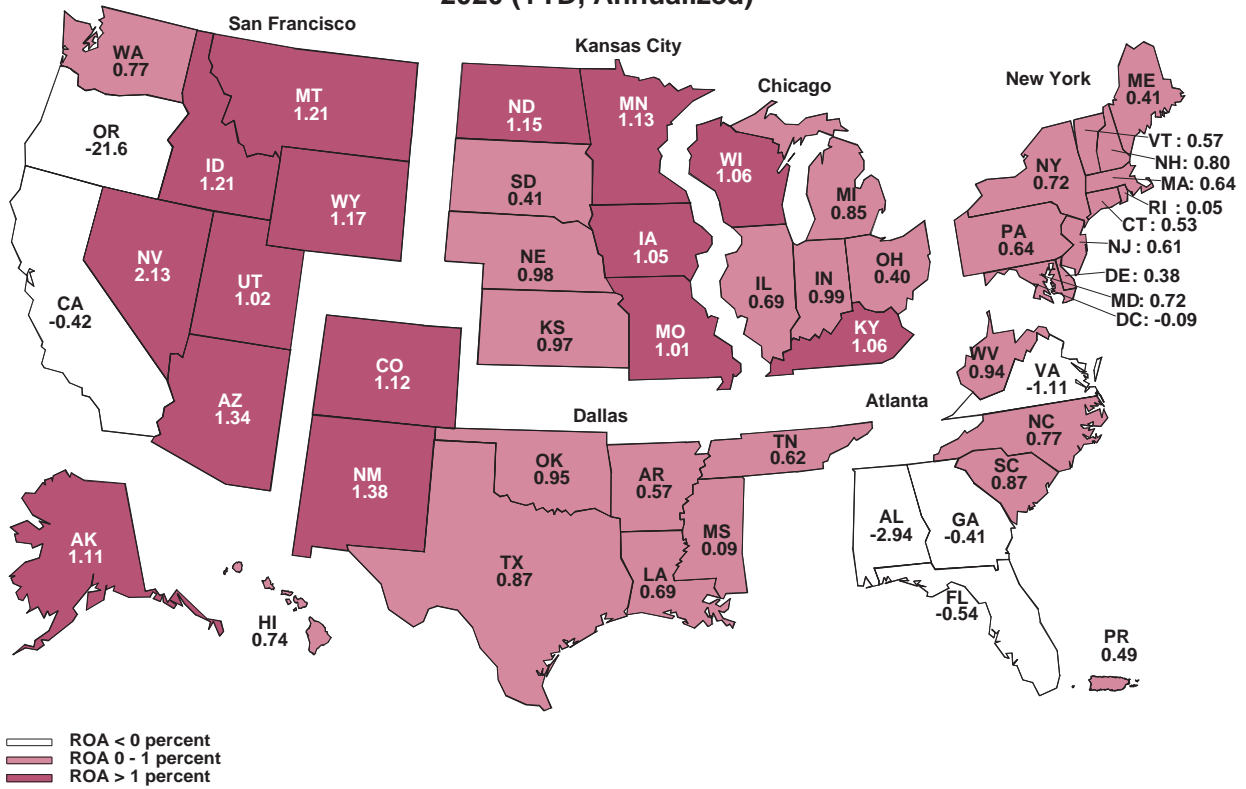 2020 (YTD, Annualized)
San Francisco
Kansas City
Chicago
New York
Dallas
Atlanta
WA
0.77
OR
-21.6
CA
-0.42
MT
1.21
ID
1.21
WY
1.17
NV
2.13
UT
1.02
AZ
1.34
CO
1.12
NM
1.38
AK
1.11
HI
0.74
ND
1.15
MN
1.13
SD
0.41
NE
0.98
IA
1.05
KS
0.97
MO
1.01
WI
1.06
MI
0.85
IL
0.69
IN
0.99
OH
0.40
KY
1.06
OK
0.95
AR
0.57
TX
0.87
LA
0.69
MS
0.09
TN
0.62
ME
0.41
NY
0.72
VT : 0.57
NH: 0.80
MA: 0.64
RI : 0.05
CT : 0.53
NJ : 0.61
PA
0.64
DE : 0.38
MD: 0.72
DC: -0.09
WV
0.94
VA
-1.11
NC
0.77
SC
0.87
AL
-2.94
GA
-0.41
FL
-0.54
PR
0.49
ROA < 0 percent
ROA 0 - 1 percent
ROA > 1 percent